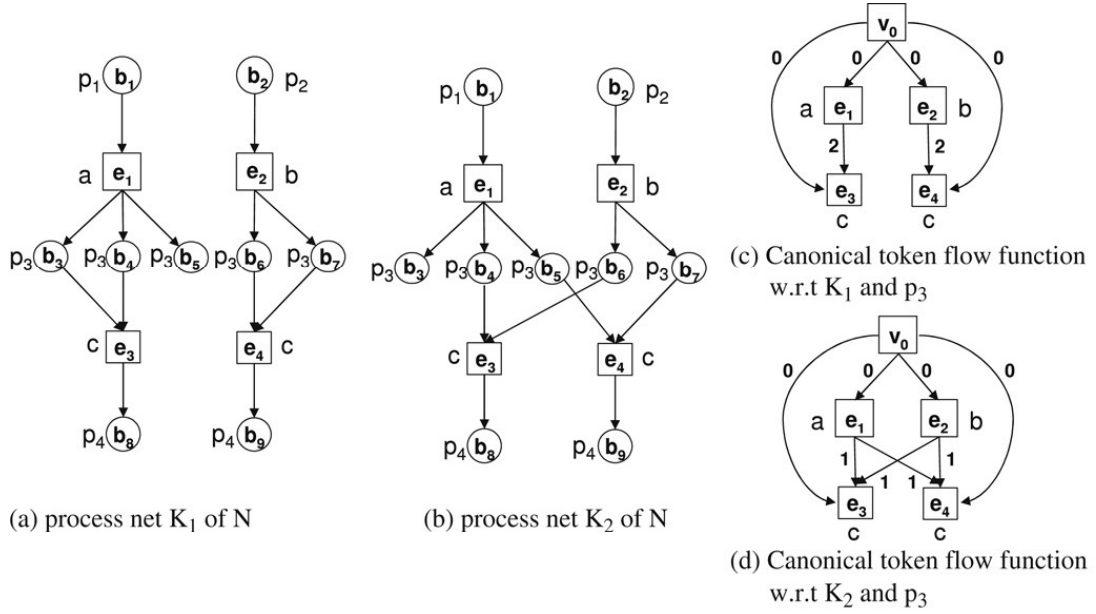 p1 b1
b2 p2
a e1
e2 b
p3 b3 p3 b4 p3 b5 p3 b6 p3 b7
c e3
e4 c
p4 b8 p4 b9
(a) process net K1 of N
p1 b1
b2 p2
a e1
e2 b
p3 b3 p3 b4 p3 b5 p3 b6 p3 b7
c e3
e4 c
p4 b8 p4 b9
(b) process net K2 of N
v0
0 0 0 0
a e1 e2 b
2 2
e3 e4
c c
(c) Canonical token flow function
w.r.t K1 and p3
v0
0 0 0 0
a e1 e2 b
1 1 1 1
e3 e4
c c
(d) Canonical token flow function
w.r.t K2 and p3